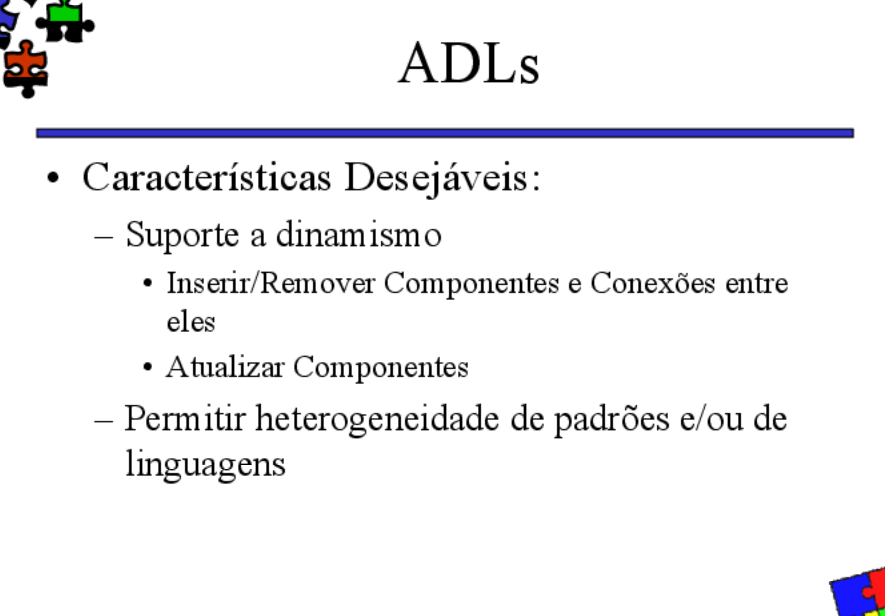 ADLs
• Características Desejáveis:
– Suporte a dinamismo
• Inserir/Remover Componentes e Conexões entre
eles
• Atualizar Componentes
– Permitir heterogeneidade de padrões e/ou de
linguagens